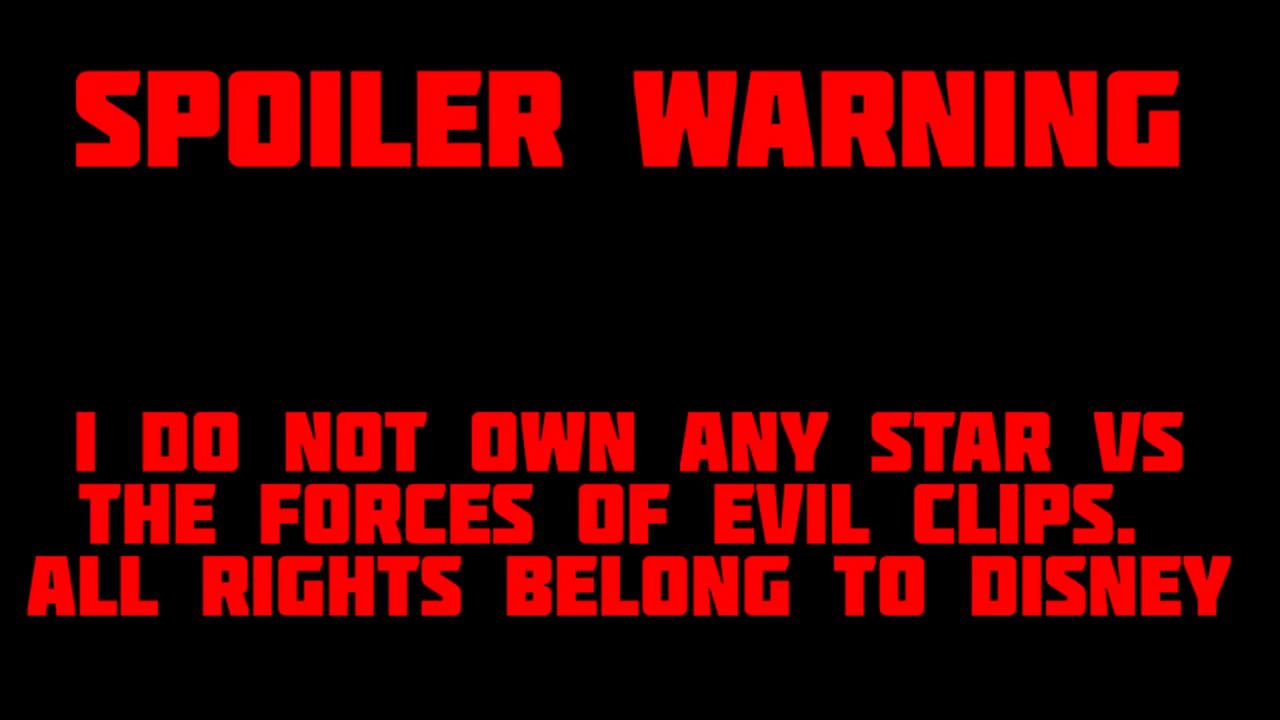 SPOILER WARNING
I DO NOT OWN ANY STAR VS
THE FORCES OF EVIL CLIPS.
ALL RIGHTS BELONG TO DISNEY